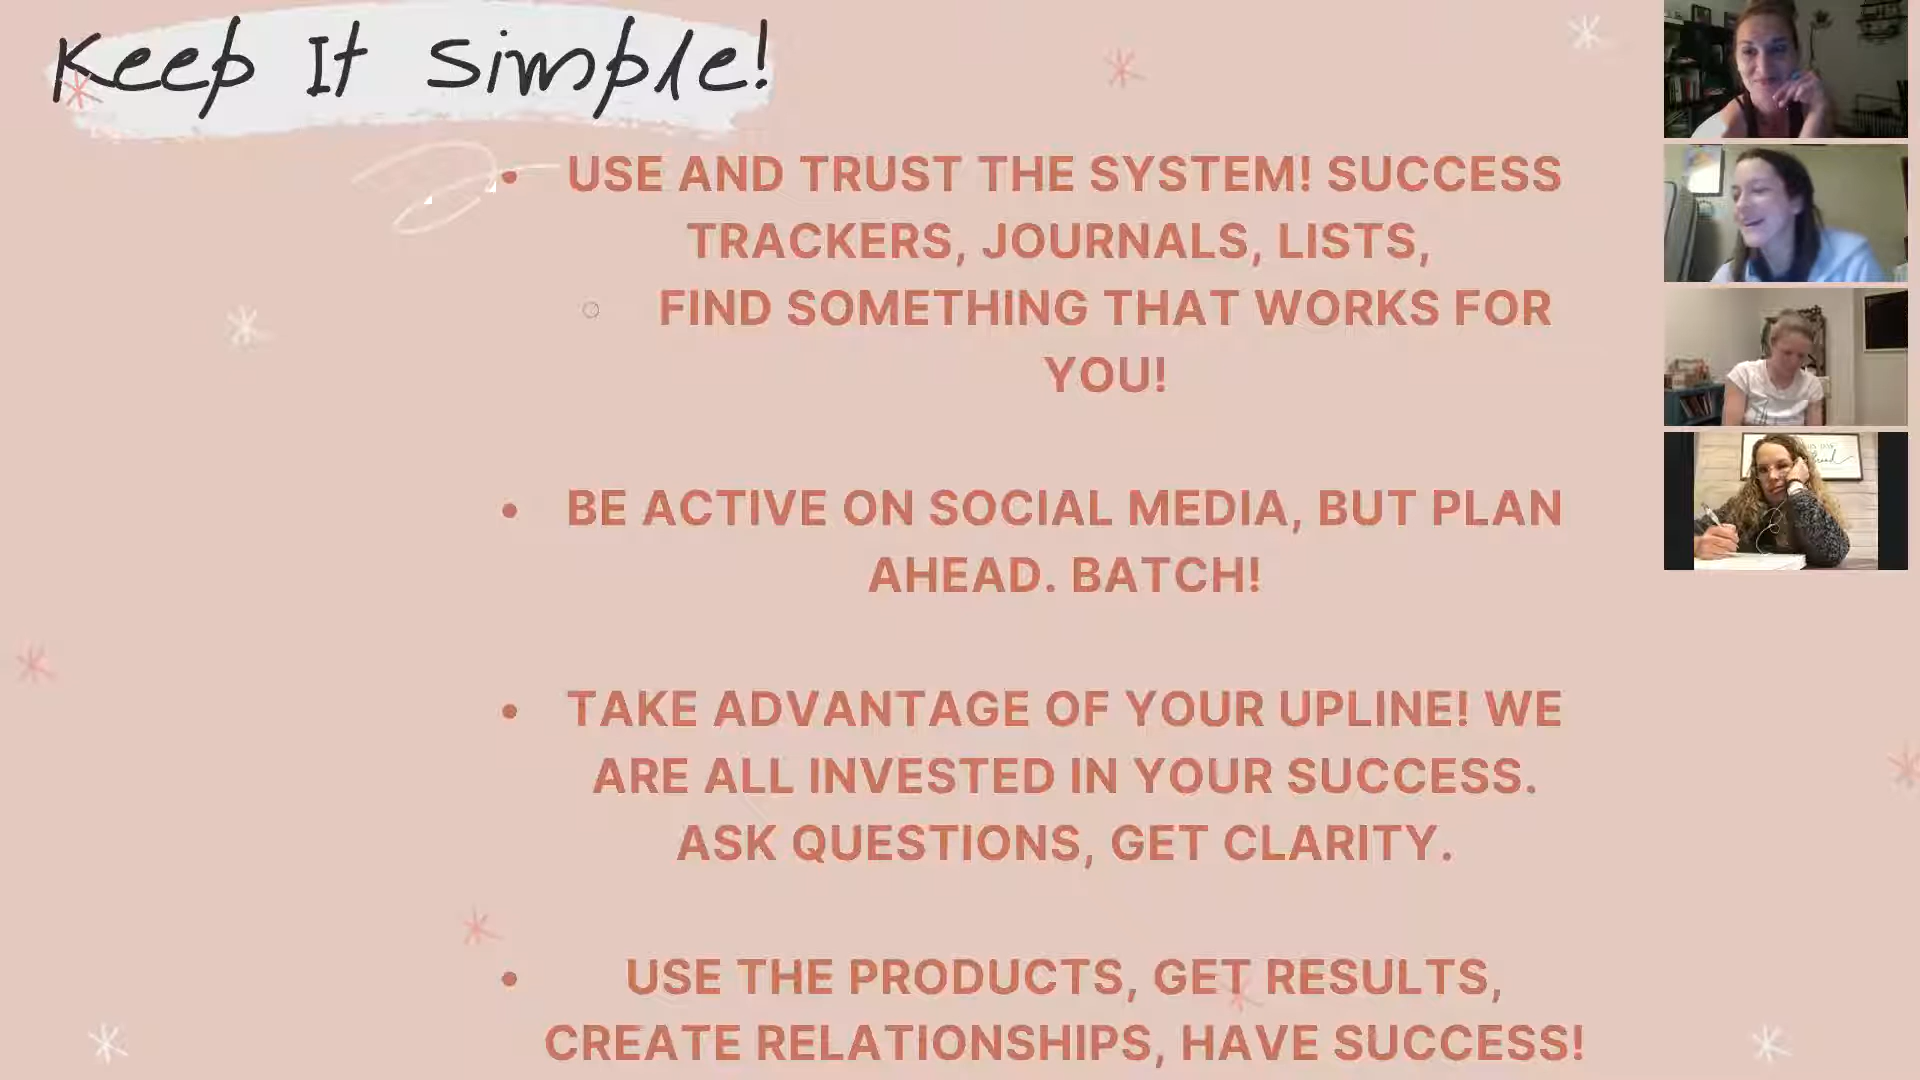 Keep It Simple!
USE AND TRUST THE SYSTEM! SUCCESS
TRACKERS, JOURNALS, LISTS,
FIND SOMETHING THAT WORKS FOR
YOU!
BE ACTIVE ON SOCIAL MEDIA, BUT PLAN
AHEAD. BATCH!
TAKE ADVANTAGE OF YOUR UPLINE! WE
ARE ALL INVESTED IN YOUR SUCCESS.
ASK QUESTIONS, GET CLARITY.
USE THE PRODUCTS, GET RESULTS,
CREATE RELATIONSHIPS, HAVE SUCCESS!